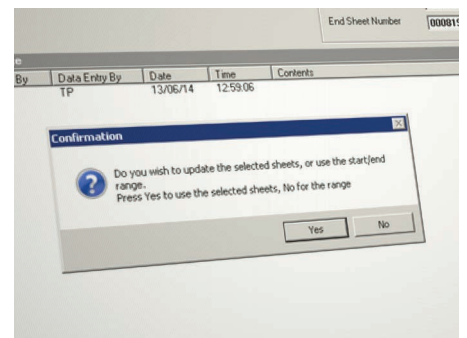 End Sheet Number 000819
e
By Data Entry By Date Time Contents
TP 13/06/14 12:59:06
Confirmation
Do you wish to update the selected sheets, or use the start/end
range.
Press Yes to use the selected sheets, No for the range
Yes No